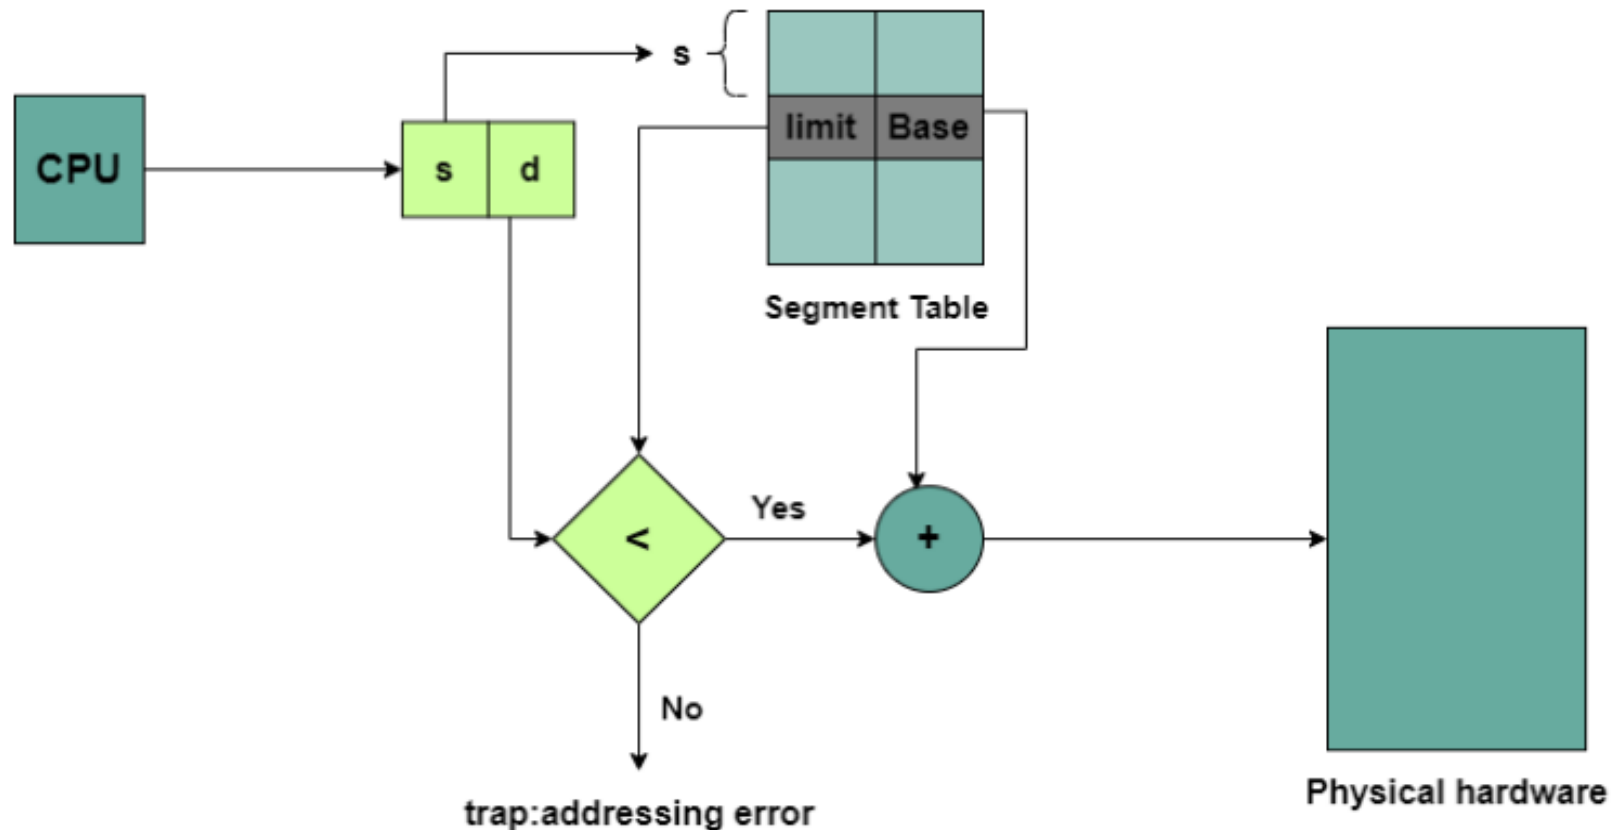 s
limit Base
CPU
s d
Segment Table
Yes
<
+
No
Physical hardware
trap:addressing error